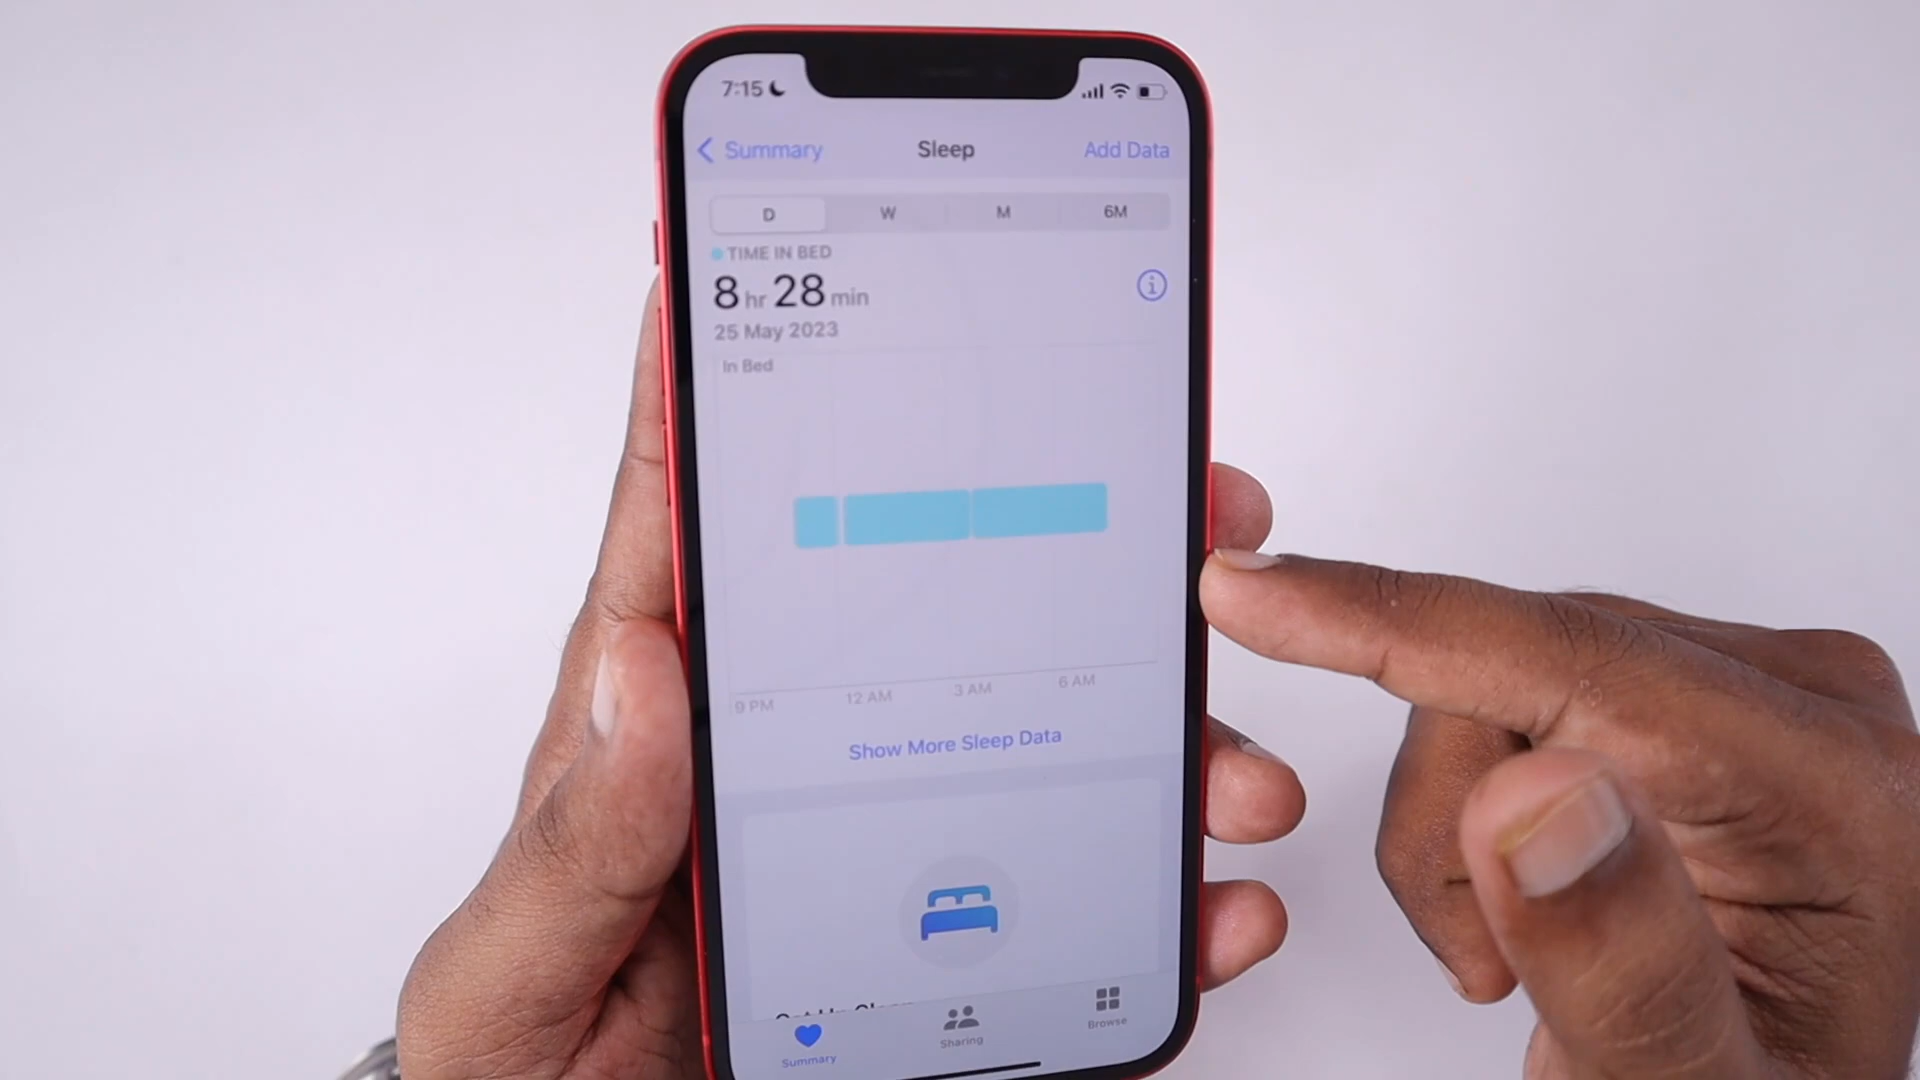 7:15
Summary
Sleep
Add Data
D
W
M
6M
TIME IN BED
8 hr 28 min
25 May 2023
In Bed
9 PM
12 AM
3 AM
6 AM
Show More Sleep Data
Summary
Sharing
Browse